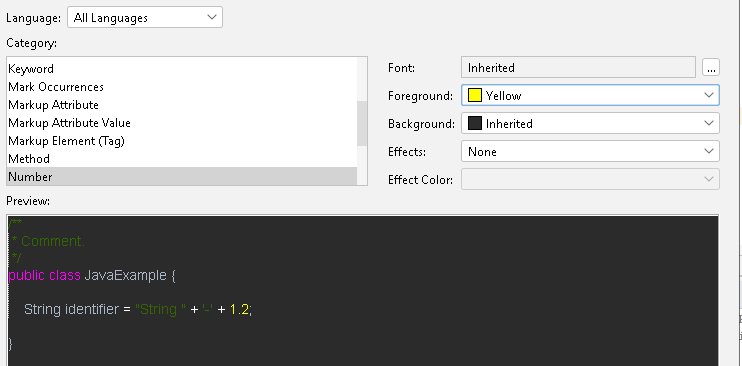 Language: All Languages
Category:
Keyword
Mark Occurrences
Markup Attribute
Markup Attribute Value
Markup Element (Tag)
Method
Number
Font: Inherited ...
Foreground: Yellow
Background: Inherited
Effects: None
Effect Color:
Preview:
/**
* Comment.
*/
public class JavaExample {
String identifier = "String " + '-' + 1.2;
}